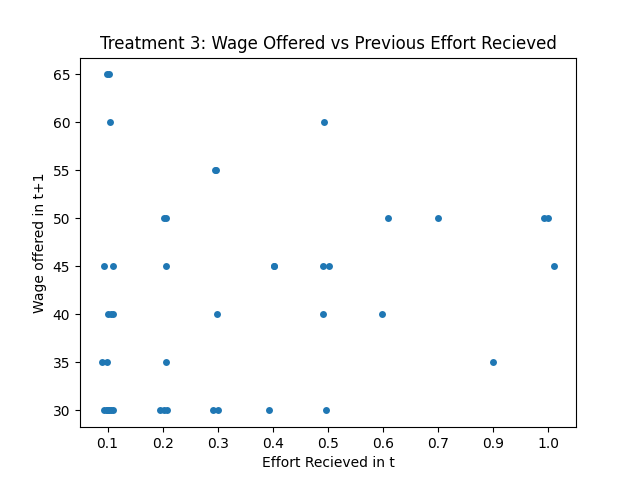 Treatment 3: Wage Offered vs Previous Effort Recieved
65
60
55
50
45
40
35
30
Wage offered in t+1
0.1 0.2 0.3 0.4 0.5 0.6 0.7 0.9 1.0
Effort Recieved in t